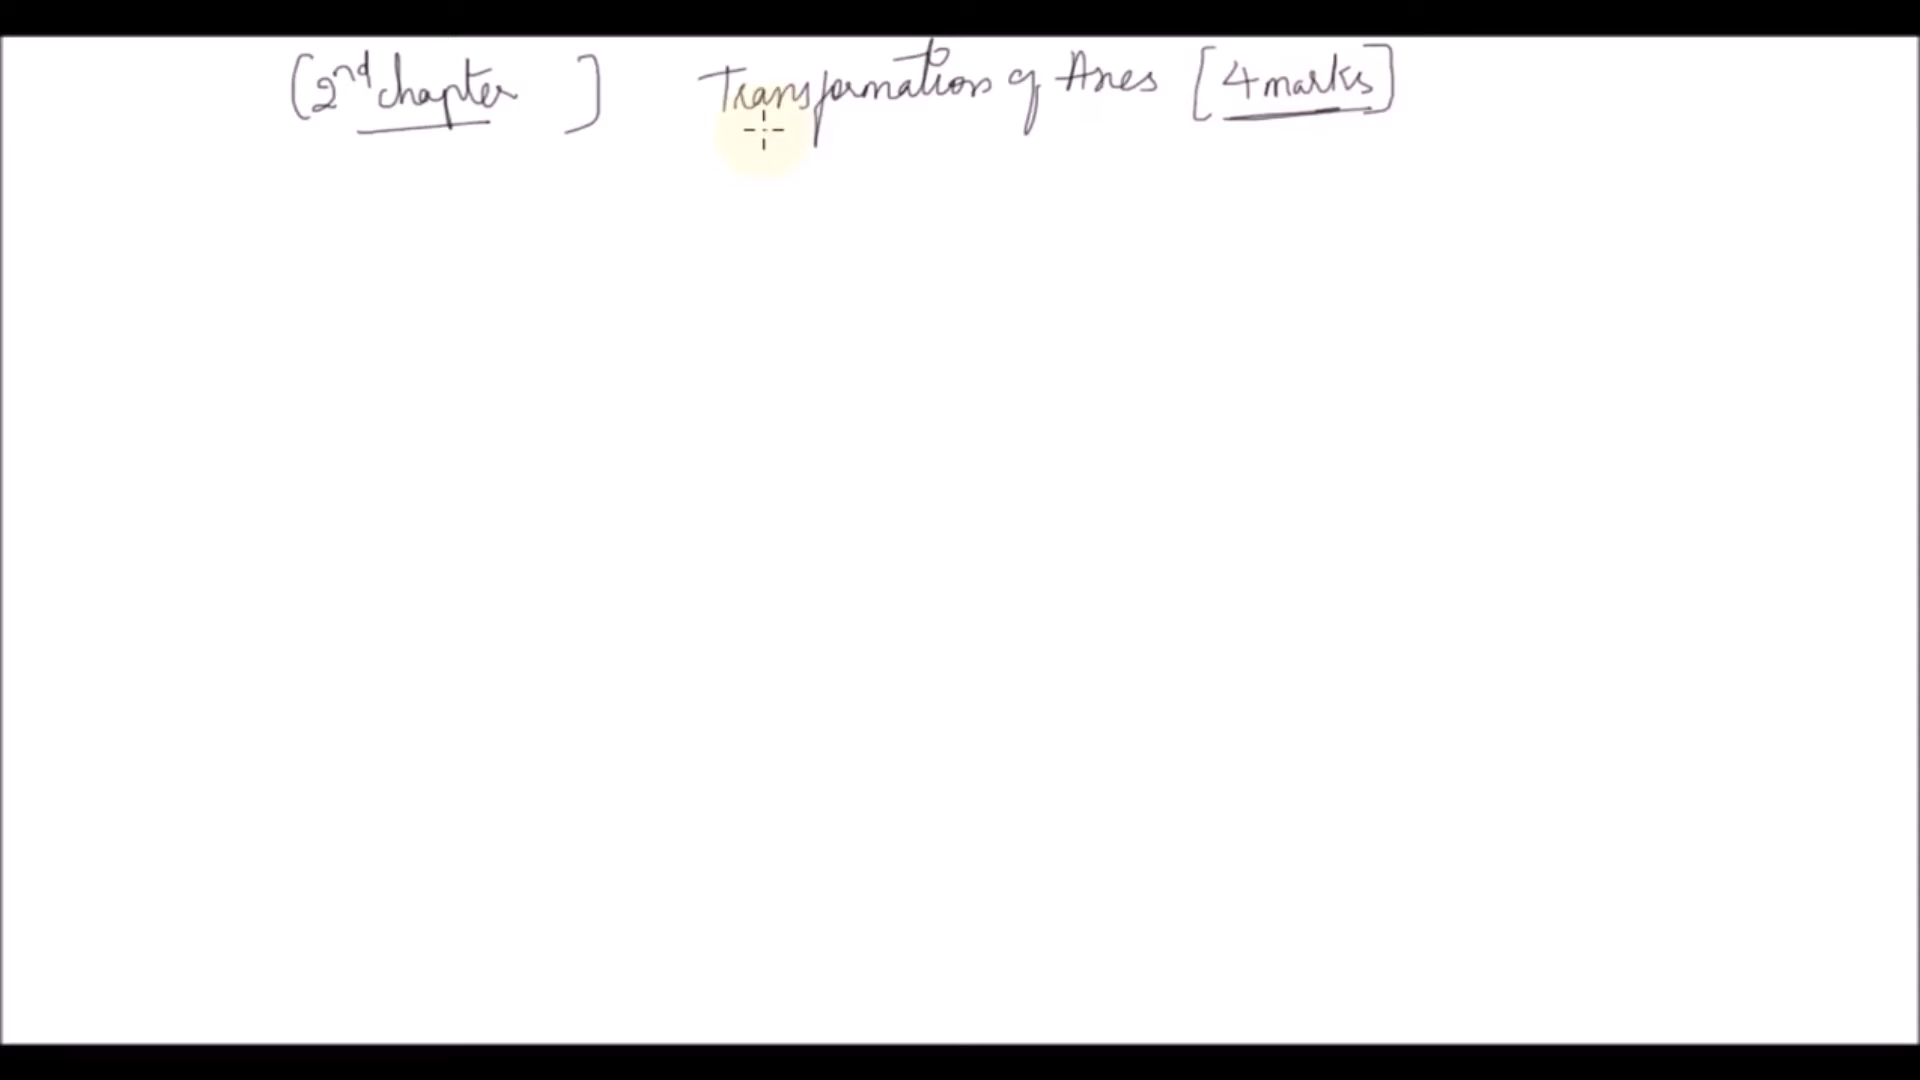 (2nd chapter ] Transformation of Axes [4 marks]